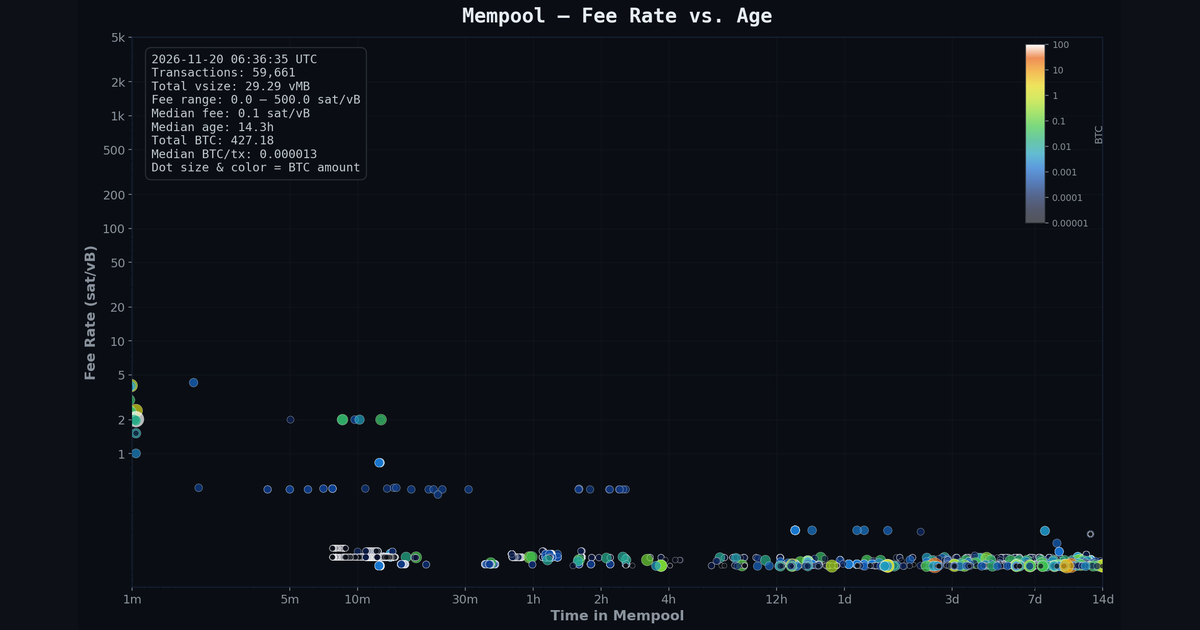 Mempool — Fee Rate vs. Age
2026-11-20 06:36:35 UTC
Transactions: 59,661
Total vsize: 29.29 vMB
Fee range: 0.0 – 500.0 sat/vB
Median fee: 0.1 sat/vB
Median age: 14.3h
Total BTC: 427.18
Median BTC/tx: 0.000013
Dot size & color = BTC amount
5k
2k
1k
500
200
100
50
20
10
5
2
1
Fee Rate (sat/vB)
100
10
1
0.1
0.01
0.001
0.0001
0.00001
BTC
1m 5m 10m 30m 1h 2h 4h 12h 1d 3d 7d 14d
Time in Mempool